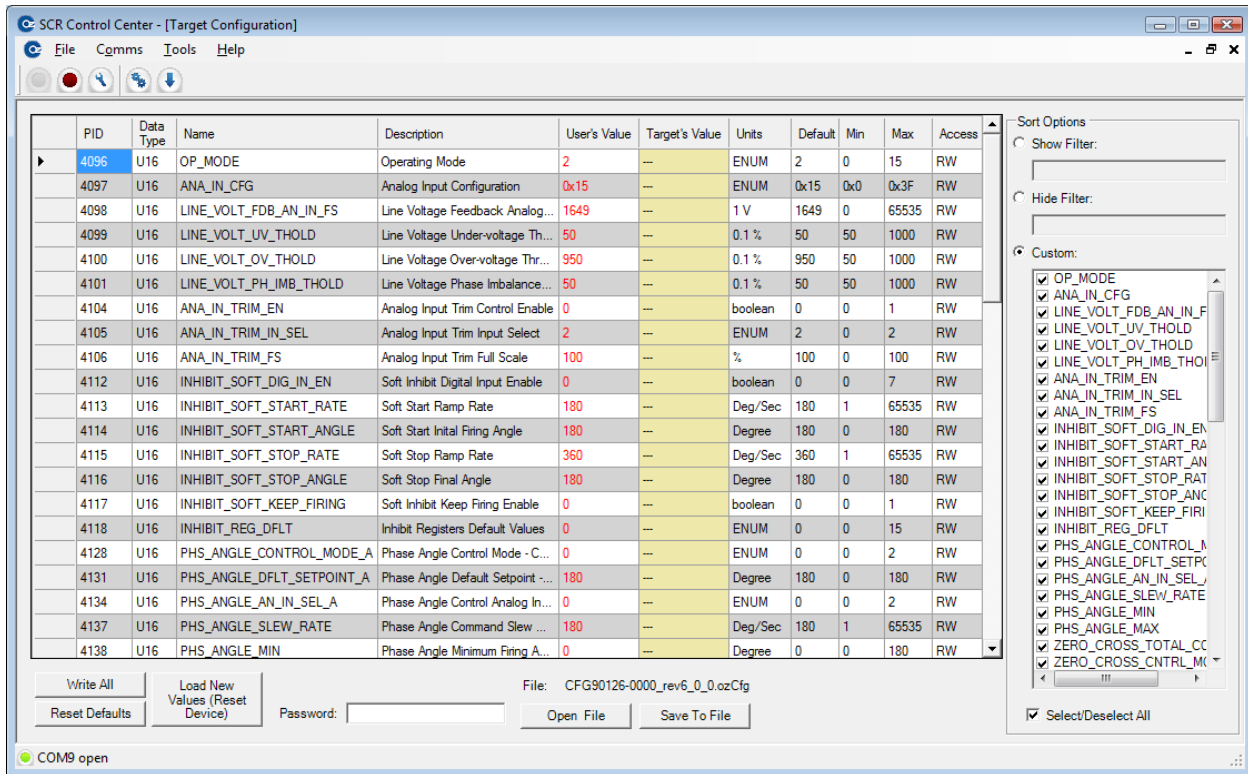 SCR Control Center - [Target Configuration]
File Comms Tools Help
PID Data Type Name Description User's Value Target's Value Units Default Min Max Access
4096 U16 OP_MODE Operating Mode 2 --- ENUM 2 0 15 RW
4097 U16 ANA_IN_CFG Analog Input Configuration 0x15 --- ENUM 0x15 0x0 0x3F RW
4098 U16 LINE_VOLT_FDB_AN_IN_FS Line Voltage Feedback Analog... 1649 --- 1 V 1649 0 65535 RW
4099 U16 LINE_VOLT_UV_THOLD Line Voltage Under-voltage Th... 50 --- 0.1 % 50 50 1000 RW
4100 U16 LINE_VOLT_OV_THOLD Line Voltage Over-voltage Thr... 950 --- 0.1 % 950 50 1000 RW
4101 U16 LINE_VOLT_PH_IMB_THOLD Line Voltage Phase Imbalance... 50 --- 0.1 % 50 50 1000 RW
4104 U16 ANA_IN_TRIM_EN Analog Input Trim Control Enable 0 --- boolean 0 0 1 RW
4105 U16 ANA_IN_TRIM_IN_SEL Analog Input Trim Input Select 2 --- ENUM 2 0 2 RW
4106 U16 ANA_IN_TRIM_FS Analog Input Trim Full Scale 100 --- % 100 0 100 RW
4112 U16 INHIBIT_SOFT_DIG_IN_EN Soft Inhibit Digital Input Enable 0 --- boolean 0 0 7 RW
4113 U16 INHIBIT_SOFT_START_RATE Soft Start Ramp Rate 180 --- Deg/Sec 180 1 65535 RW
4114 U16 INHIBIT_SOFT_START_ANGLE Soft Start Inital Firing Angle 180 --- Degree 180 0 180 RW
4115 U16 INHIBIT_SOFT_STOP_RATE Soft Stop Ramp Rate 360 --- Deg/Sec 360 1 65535 RW
4116 U16 INHIBIT_SOFT_STOP_ANGLE Soft Stop Final Angle 180 --- Degree 180 0 180 RW
4117 U16 INHIBIT_SOFT_KEEP_FIRING Soft Inhibit Keep Firing Enable 0 --- boolean 0 0 1 RW
4118 U16 INHIBIT_REG_DFLT Inhibit Registers Default Values 0 --- ENUM 0 0 15 RW
4128 U16 PHS_ANGLE_CONTROL_MODE_A Phase Angle Control Mode - C... 0 --- ENUM 0 0 2 RW
4131 U16 PHS_ANGLE_DFLT_SETPOINT_A Phase Angle Default Setpoint -... 180 --- Degree 180 0 180 RW
4134 U16 PHS_ANGLE_AN_IN_SEL_A Phase Angle Control Analog In... 0 --- ENUM 0 0 2 RW
4137 U16 PHS_ANGLE_SLEW_RATE Phase Angle Command Slew ... 180 --- Deg/Sec 180 1 65535 RW
4138 U16 PHS_ANGLE_MIN Phase Angle Minimum Firing A... 0 --- Degree 0 0 180 RW
Sort Options
Show Filter:
Hide Filter:
Custom:
OP_MODE
ANA_IN_CFG
LINE_VOLT_FDB_AN_IN_F
LINE_VOLT_UV_THOLD
LINE_VOLT_OV_THOLD
LINE_VOLT_PH_IMB_THOI
ANA_IN_TRIM_EN
ANA_IN_TRIM_IN_SEL
ANA_IN_TRIM_FS
INHIBIT_SOFT_DIG_IN_EN
INHIBIT_SOFT_START_RA
INHIBIT_SOFT_START_AN
INHIBIT_SOFT_STOP_RAT
INHIBIT_SOFT_STOP_ANG
INHIBIT_SOFT_KEEP_FIRI
INHIBIT_REG_DFLT
PHS_ANGLE_CONTROL_M
PHS_ANGLE_DFLT_SETPO
PHS_ANGLE_AN_IN_SEL_A
PHS_ANGLE_SLEW_RATE
PHS_ANGLE_MIN
PHS_ANGLE_MAX
ZERO_CROSS_TOTAL_CO
ZERO_CROSS_CNTRL_MO
Select/Deselect All
Write All
Reset Defaults
Load New
Values (Reset
Device)
Password:
File: CFG90126-0000_rev6_0_0.ozCfg
Open File Save To File
COM9 open